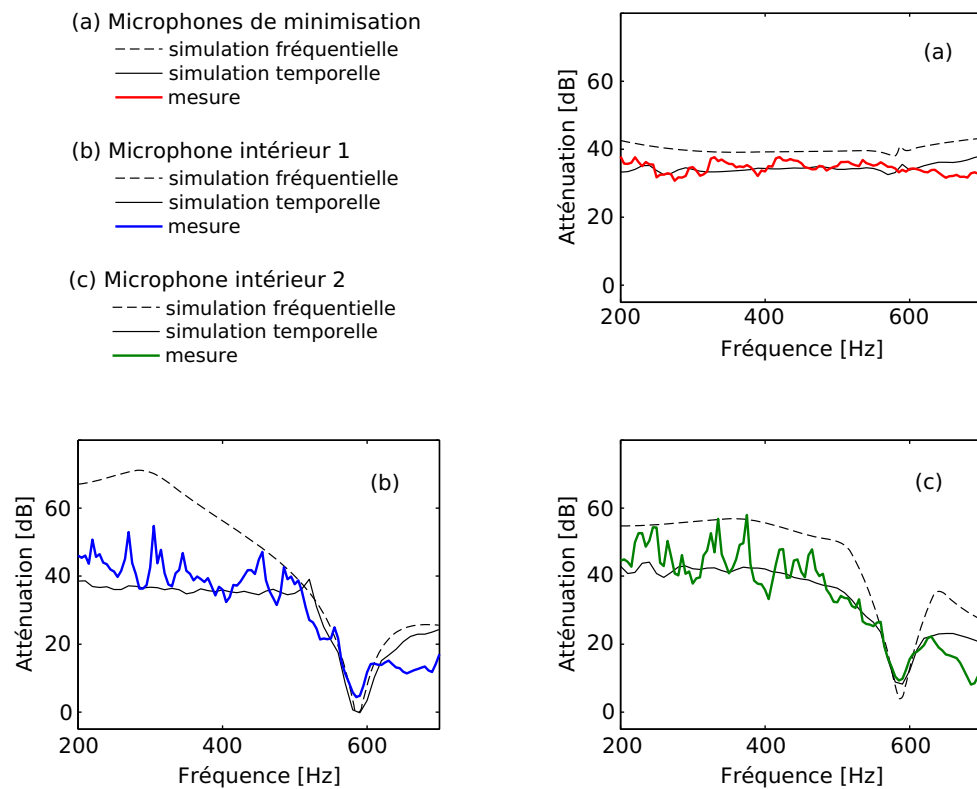 (a) Microphones de minimisation
simulation fréquentielle
simulation temporelle
mesure
(b) Microphone intérieur 1
simulation fréquentielle
simulation temporelle
mesure
(c) Microphone intérieur 2
simulation fréquentielle
simulation temporelle
mesure
(a)
Atténuation [dB]
60
40
20
0
200
400
600
Fréquence [Hz]
(b)
Atténuation [dB]
60
40
20
0
200
400
600
Fréquence [Hz]
(c)
Atténuation [dB]
60
40
20
0
200
400
600
Fréquence [Hz]